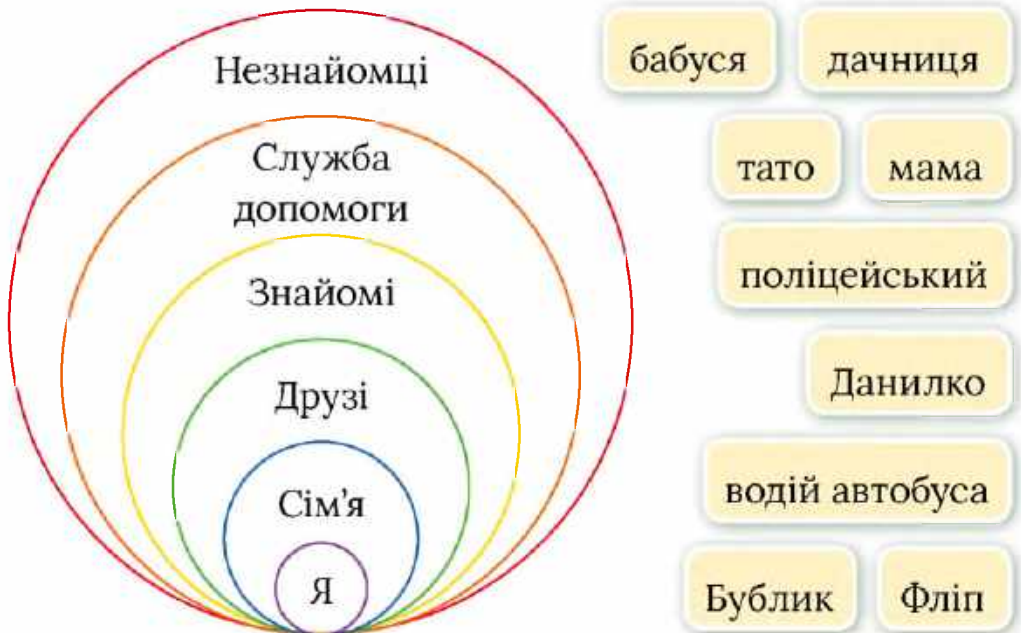 Незнайомці
Служба
допомоги
Знайомі
Друзі
Сім'я
Я
бабуся
дачниця
тато
мама
поліцейський
Данилко
водій автобуса
Бублик
Фліп